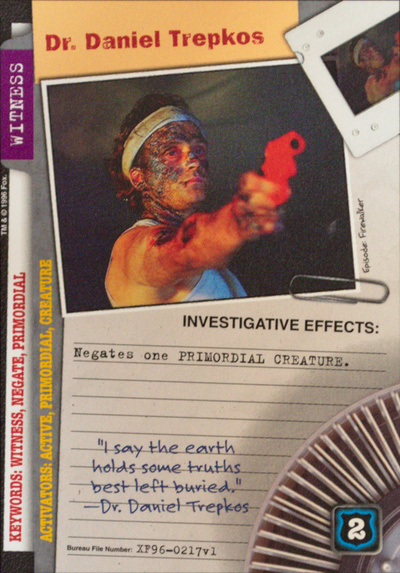 Dr. Daniel Trepkos
WITNESS
TM & © 1996 Fox.
KEYWORDS: WITNESS, NEGATE, PRIMORDIAL
ACTIVATORS: ACTIVE, PRIMORDIAL, CREATURE
Episode: Firewalker
INVESTIGATIVE EFFECTS:
Negates one PRIMORDIAL CREATURE.
"I say the earth
holds some truths
best left buried."
—Dr. Daniel Trepkos
2
Bureau File Number: XF96-0217v1